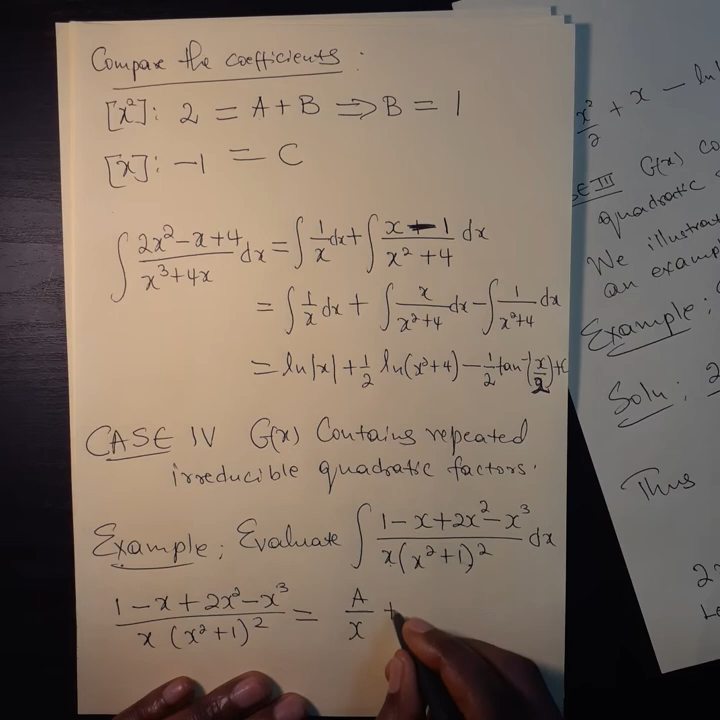 Compare the coefficients :
[x²]: 2 = A + B ⟹ B = 1
[x]: −1 = C
∫ (2x² − x + 4)/(x³ + 4x) dx = ∫ 1/x dx + ∫ (x − 1)/(x² + 4) dx
= ∫ 1/x dx + ∫ x/(x² + 4) dx − ∫ 1/(x² + 4) dx
= ln|x| + 1/2 ln(x² + 4) − 1/2 tan⁻¹(x/2) + c
CASE IV G(x) Contains repeated
irreducible quadratic factors.
Example; Evaluate ∫ (1 − x + 2x² − x³)/(x(x² + 1)²) dx
(1 − x + 2x² − x³)/(x (x² + 1)²) = A/x +
x²/2 + x − ln
SE III G(x) co
quadratic
We illustrat
an examp
Example;
Soln; 2
Thus
2